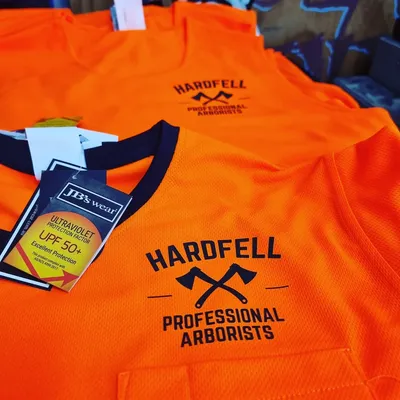 HARDFELL
PROFESSIONAL
ARBORISTS
JB's wear
ULTRAVIOLET
PROTECTION FACTOR
UPF 50+
Excellent Protection
HARDFELL
PROFESSIONAL
ARBORISTS